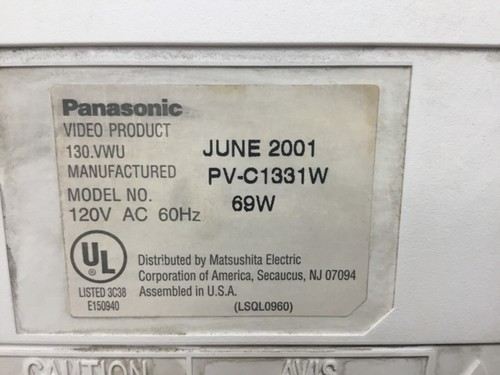 Panasonic
VIDEO PRODUCT
130.VWU
MANUFACTURED JUNE 2001
MODEL NO. PV-C1331W
120V AC 60Hz 69W
UL
LISTED 3C38
E150940
Distributed by Matsushita Electric
Corporation of America, Secaucus, NJ 07094
Assembled in U.S.A.
(LSQL0960)
CAUTION AVIS